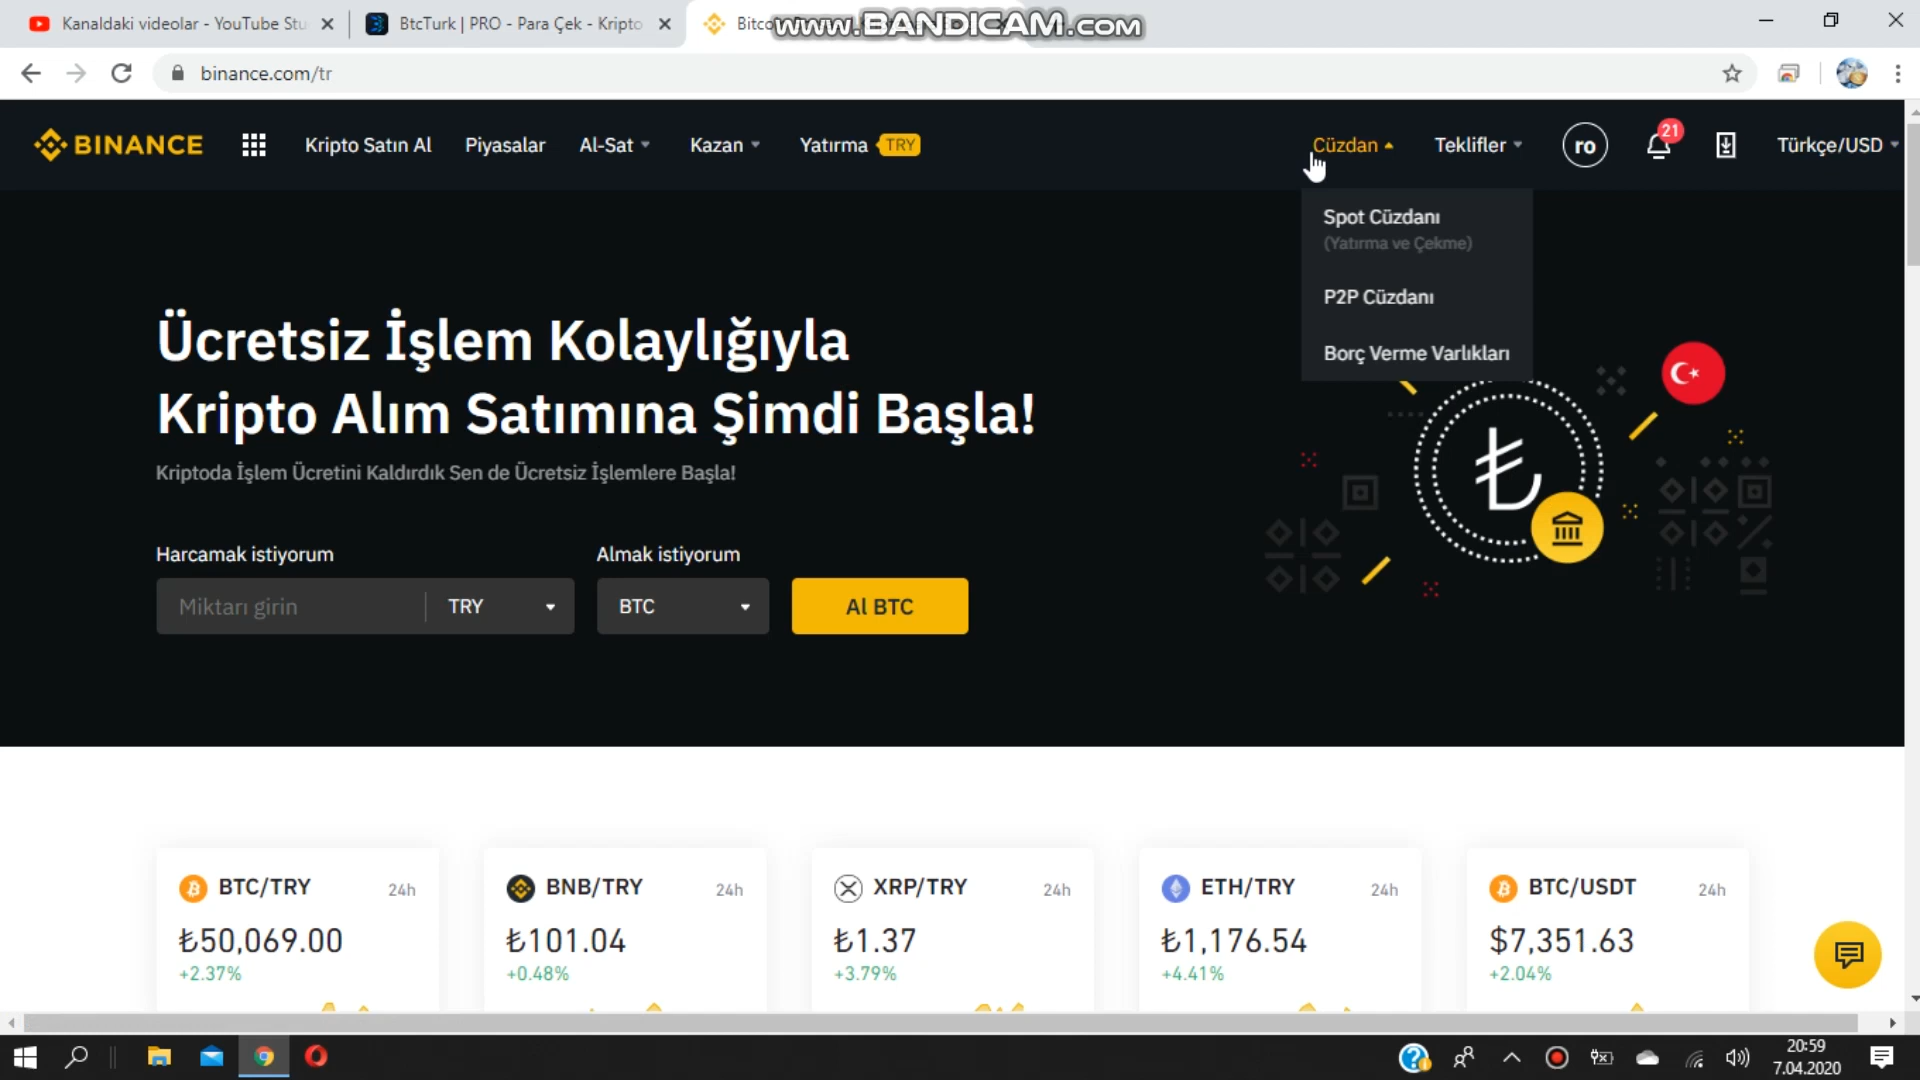 Kanaldaki videolar - YouTube Stu
BtcTurk | PRO - Para Çek - Kripto
Bitco
www.BANDICAM.com
binance.com/tr
BINANCE
Kripto Satın Al
Piyasalar
Al-Sat
Kazan
Yatırma TRY
Cüzdan
Teklifler
ro
21
Türkçe/USD
Spot Cüzdanı
(Yatırma ve Çekme)
P2P Cüzdanı
Borç Verme Varlıkları
Ücretsiz İşlem Kolaylığıyla
Kripto Alım Satımına Şimdi Başla!
Kriptoda İşlem Ücretini Kaldırdık Sen de Ücretsiz İşlemlere Başla!
Harcamak istiyorum
Almak istiyorum
Miktarı girin
TRY
BTC
Al BTC
₺
BTC/TRY 24h
₺50,069.00
+2.37%
BNB/TRY 24h
₺101.04
+0.48%
XRP/TRY 24h
₺1.37
+3.79%
ETH/TRY 24h
₺1,176.54
+4.41%
BTC/USDT 24h
$7,351.63
+2.04%
20:59
7.04.2020